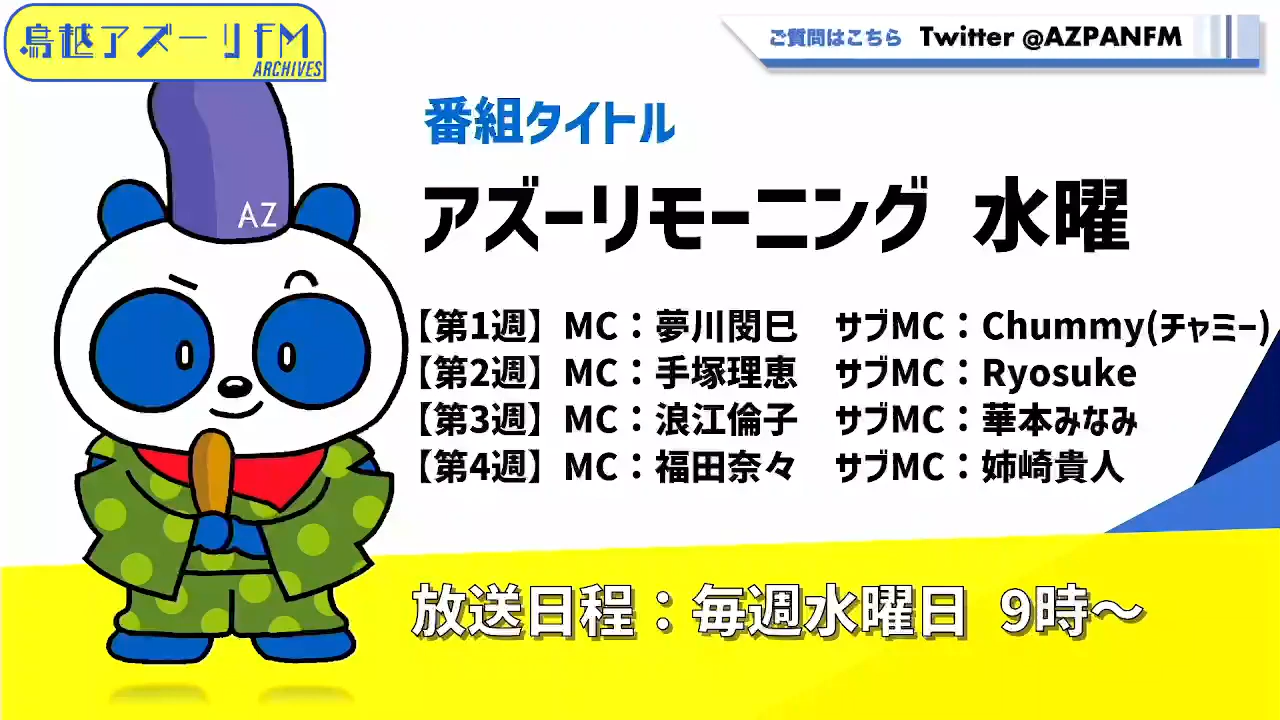 鳥越アズーリFM
ARCHIVES
ご質問はこちら Twitter @AZPANFM
番組タイトル
アズーリモーニング 水曜
AZ
【第1週】MC：夢川閔巳 サブMC：Chummy(チャミー)
【第2週】MC：手塚理恵 サブMC：Ryosuke
【第3週】MC：浪江倫子 サブMC：華本みなみ
【第4週】MC：福田奈々 サブMC：姉崎貴人
放送日程：毎週水曜日 9時～